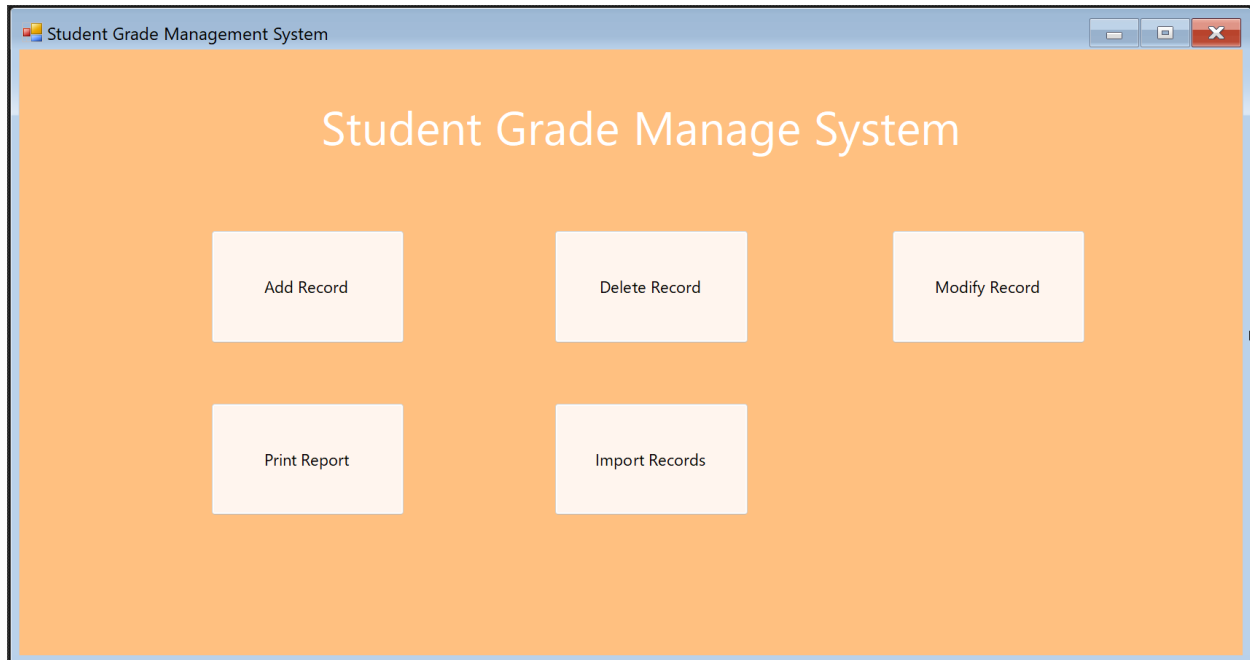 Student Grade Management System
Student Grade Manage System
Add Record
Delete Record
Modify Record
Print Report
Import Records